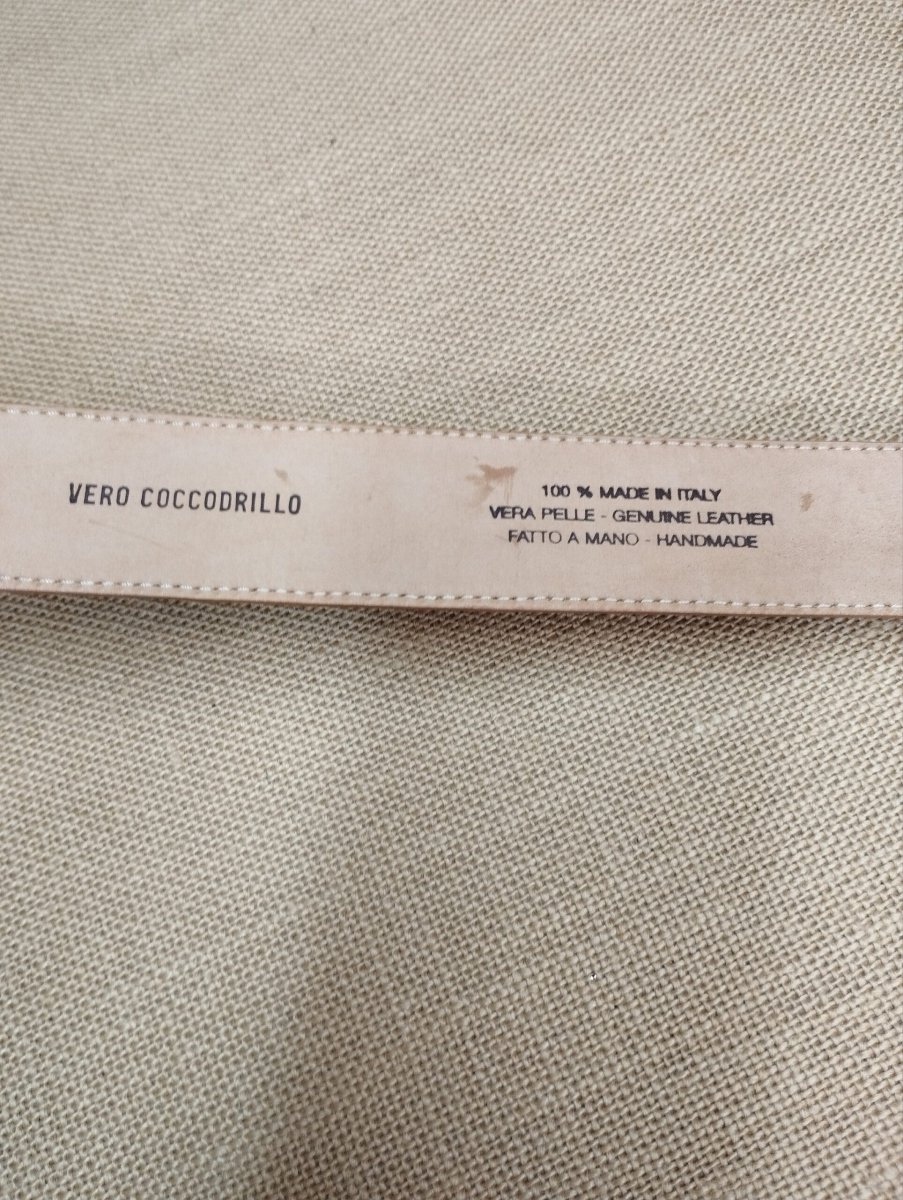 VERO COCCODRILLO
100 % MADE IN ITALY
VERA PELLE - GENUINE LEATHER
FATTO A MANO - HANDMADE